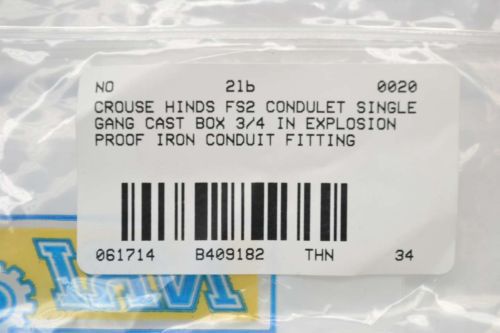 NO 21b 0020
CROUSE HINDS FS2 CONDULET SINGLE
GANG CAST BOX 3/4 IN EXPLOSION
PROOF IRON CONDUIT FITTING
061714 B409182 THN 34